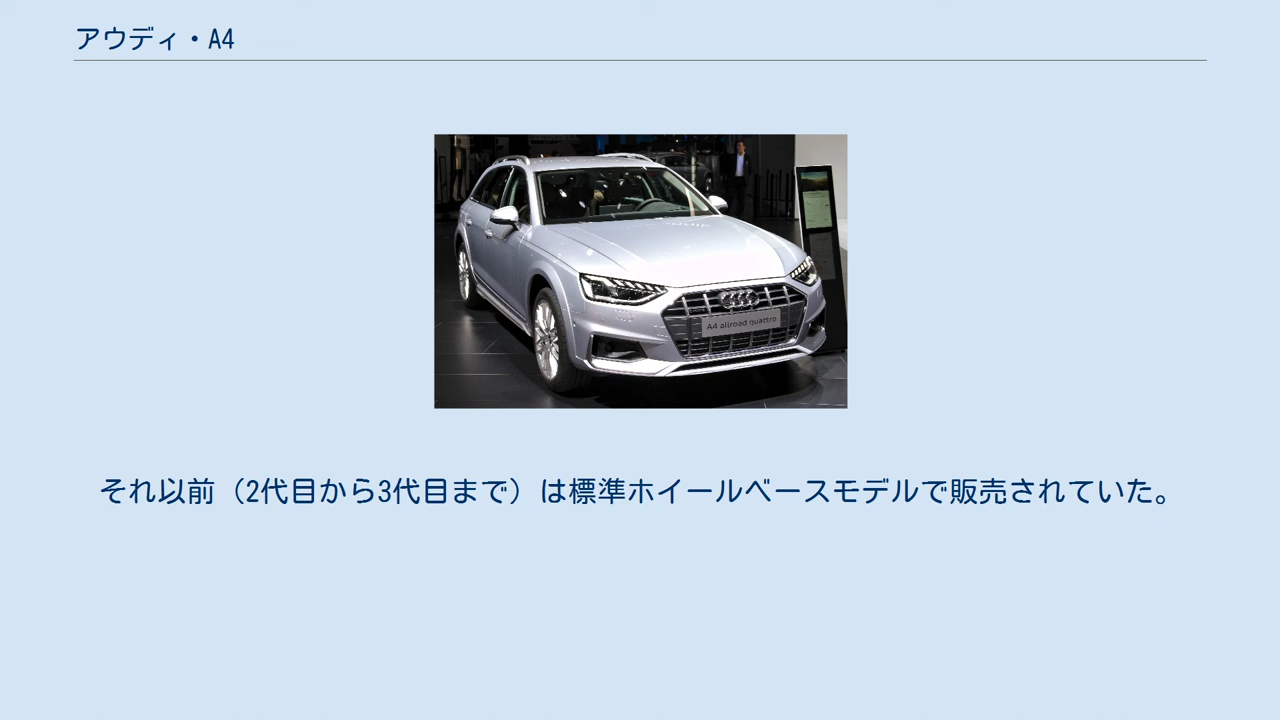 アウディ・A4
A4 allroad quattro
それ以前（2代目から3代目まで）は標準ホイールベースモデルで販売されていた。